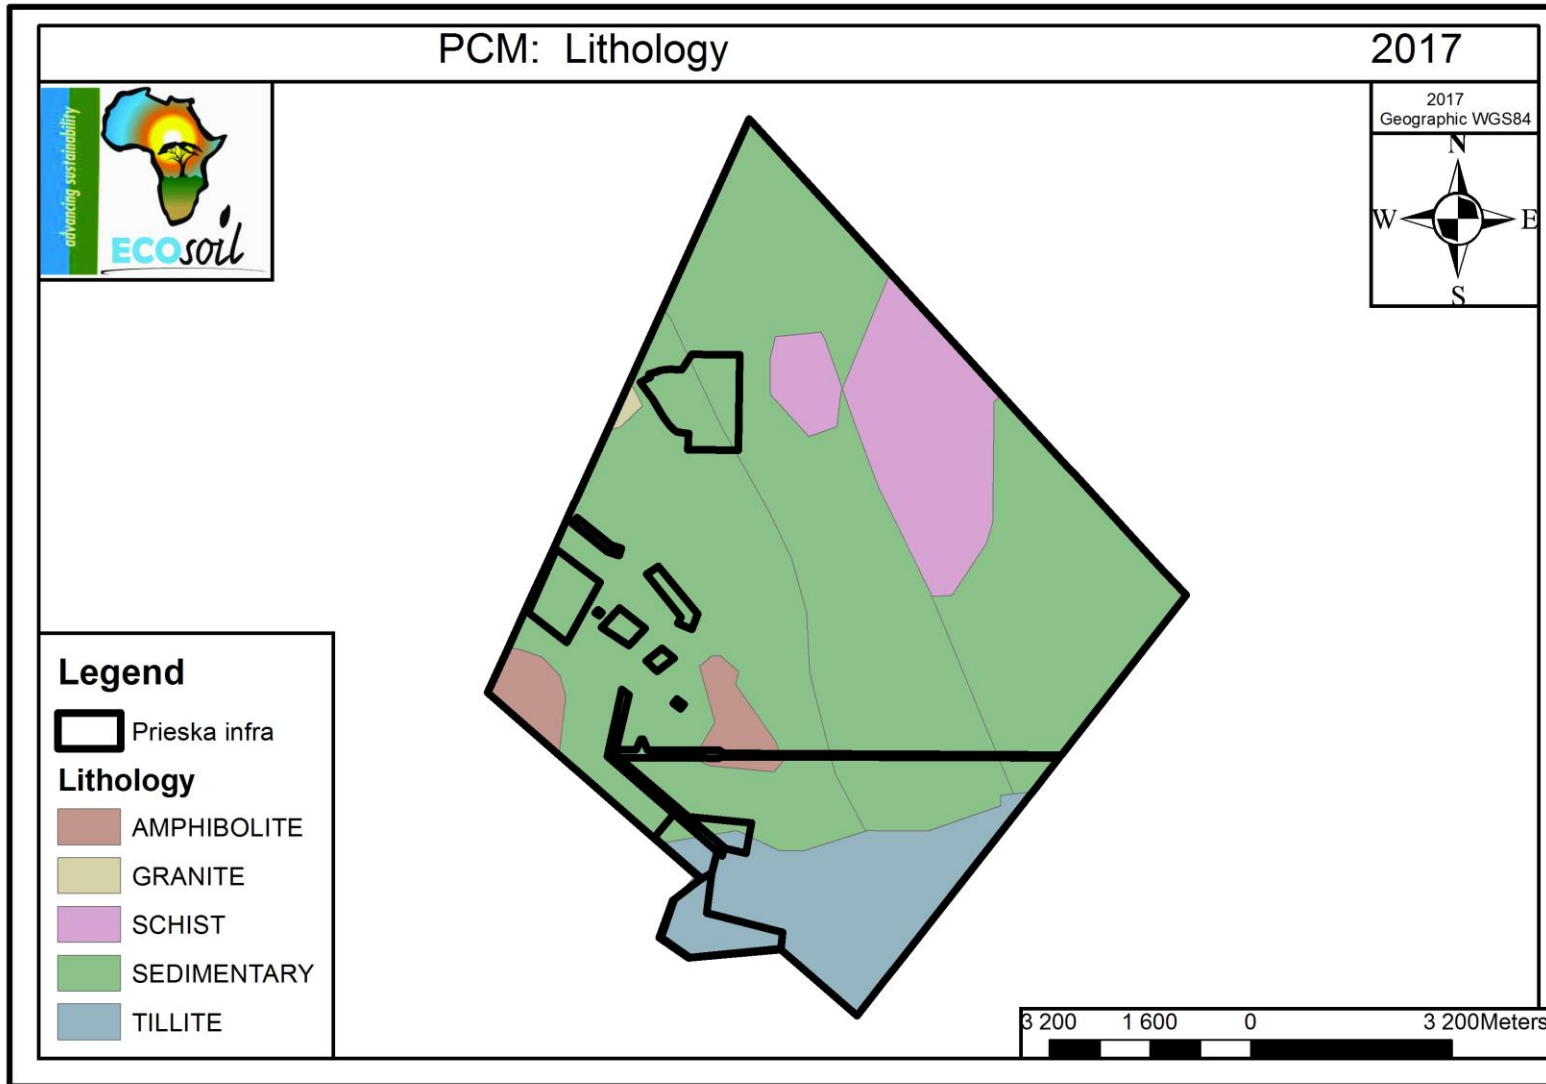 PCM: Lithology
2017
advancing sustainability
ECOsoil
2017
Geographic WGS84
N
W
E
S
Legend
Prieska infra
Lithology
AMPHIBOLITE
GRANITE
SCHIST
SEDIMENTARY
TILLITE
3 200 1 600 0 3 200Meters